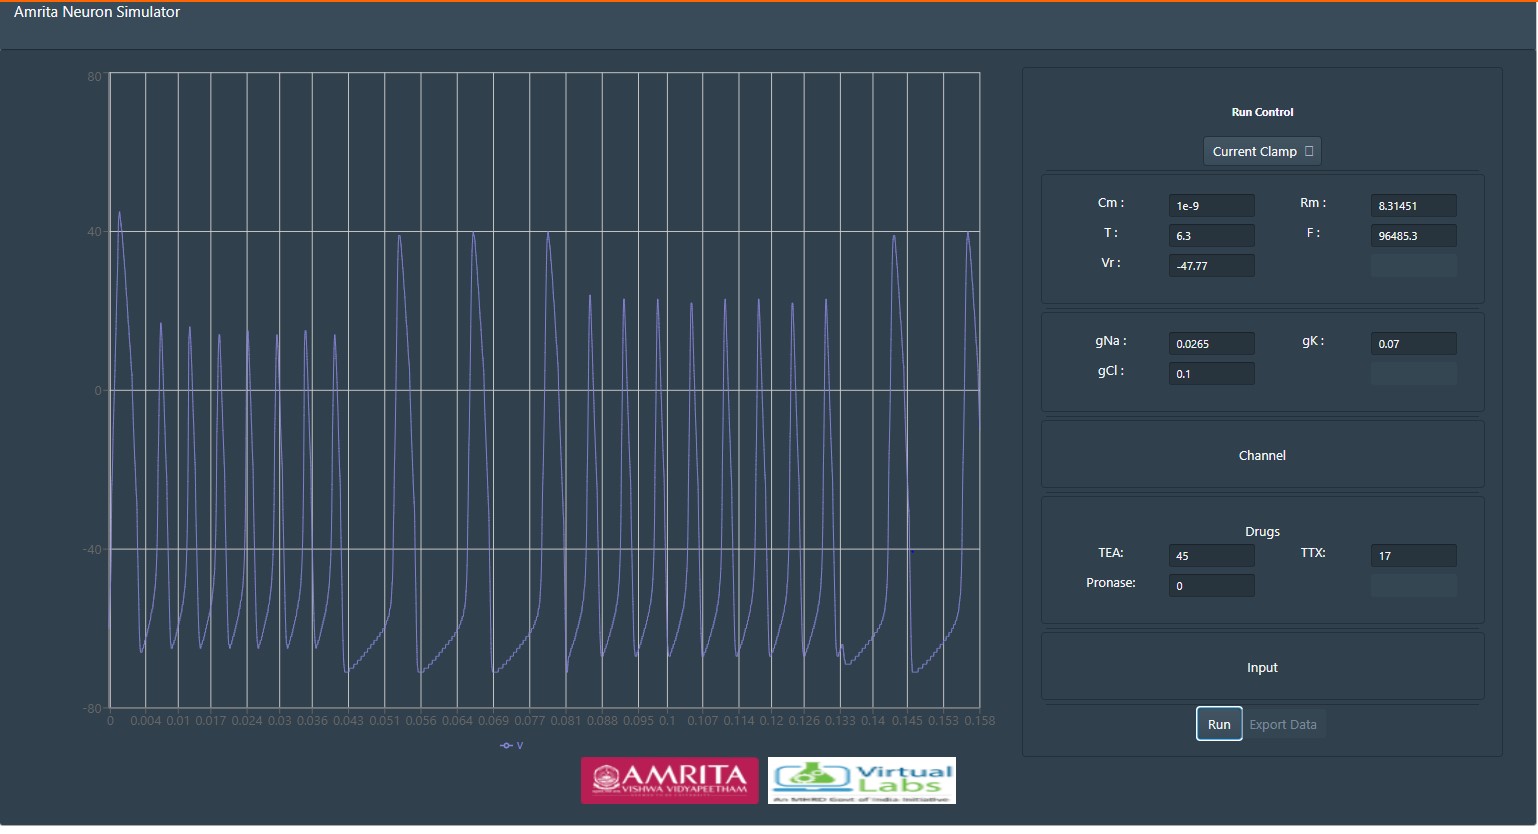 Amrita Neuron Simulator
80
40
0
-40
-80
0 0.004 0.01 0.017 0.024 0.03 0.036 0.043 0.051 0.056 0.064 0.069 0.077 0.081 0.088 0.095 0.1 0.107 0.114 0.12 0.126 0.133 0.14 0.145 0.153 0.158
V
Run Control
Current Clamp
Cm : 1e-9 Rm : 8.31451
T : 6.3 F : 96485.3
Vr : -47.77
gNa : 0.0265 gK : 0.07
gCl : 0.1
Channel
Drugs
TEA: 45 TTX: 17
Pronase: 0
Input
Run Export Data
AMRITA
VISHWA VIDYAPEETHAM
Virtual
Labs
An MHRD Govt of India Initiative